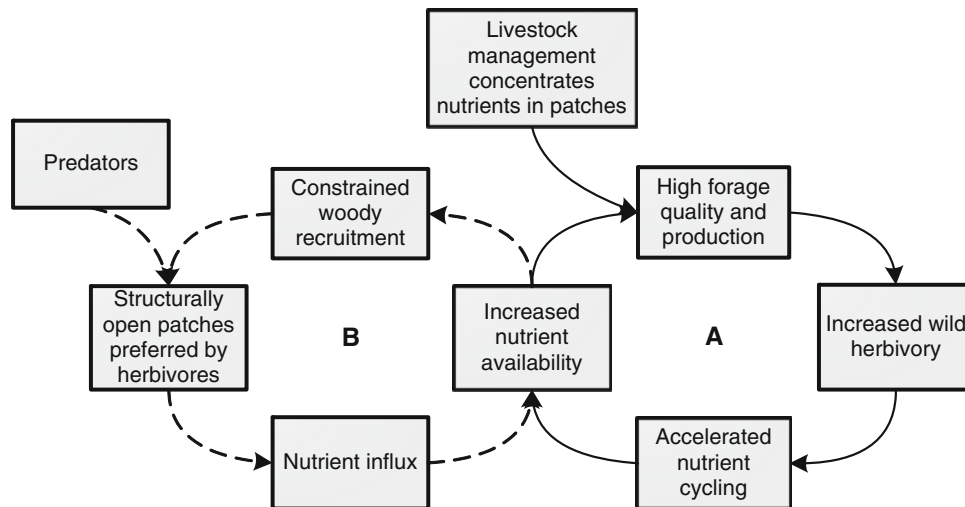 Livestock
management
concentrates
nutrients in patches
Predators
Constrained
woody
recruitment
High forage
quality and
production
Structurally
open patches
preferred by
herbivores
B
Increased
nutrient
availability
A
Increased wild
herbivory
Nutrient influx
Accelerated
nutrient
cycling